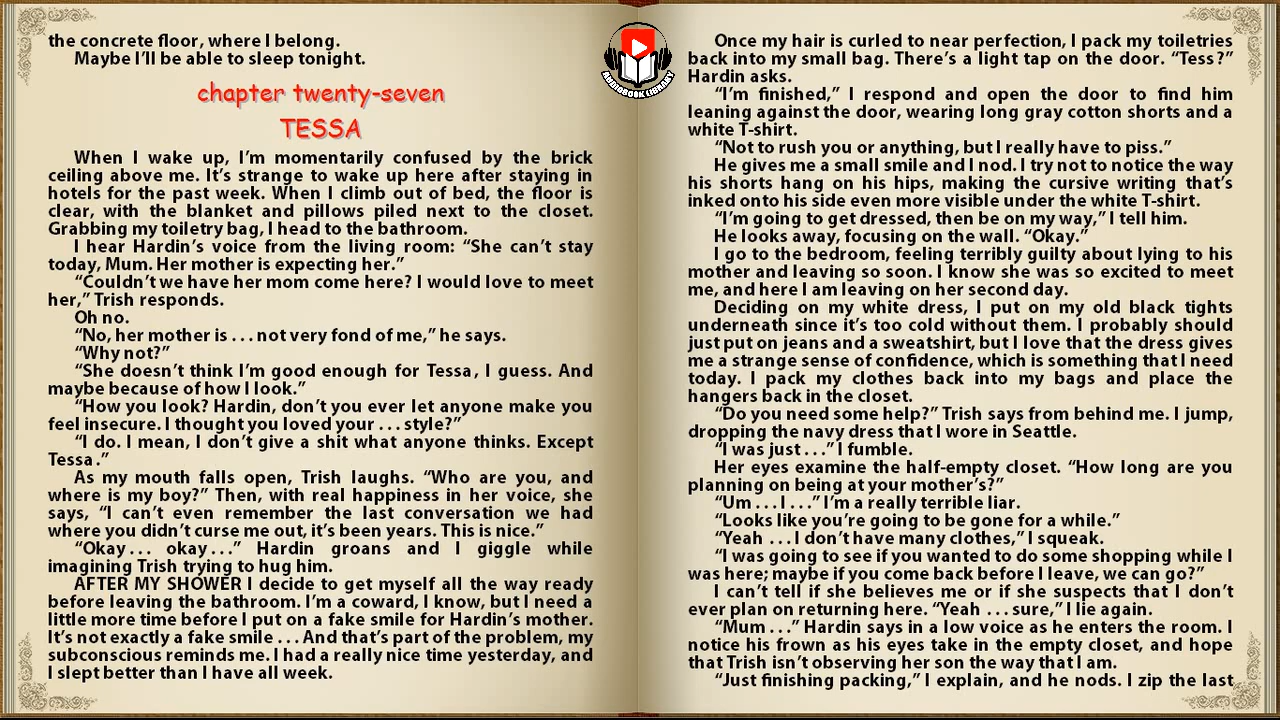 the concrete floor, where I belong.
Maybe I’ll be able to sleep tonight.
chapter twenty-seven
TESSA
When I wake up, I’m momentarily confused by the brick
ceiling above me. It’s strange to wake up here after staying in
hotels for the past week. When I climb out of bed, the floor is
clear, with the blanket and pillows piled next to the closet.
Grabbing my toiletry bag, I head to the bathroom.
I hear Hardin’s voice from the living room: “She can’t stay
today, Mum. Her mother is expecting her.”
“Couldn’t we have her mom come here? I would love to meet
her,” Trish responds.
Oh no.
“No, her mother is . . . not very fond of me,” he says.
“Why not?”
“She doesn’t think I’m good enough for Tessa, I guess. And
maybe because of how I look.”
“How you look? Hardin, don’t you ever let anyone make you
feel insecure. I thought you loved your . . . style?”
“I do. I mean, I don’t give a shit what anyone thinks. Except
Tessa.”
As my mouth falls open, Trish laughs. “Who are you, and
where is my boy?” Then, with real happiness in her voice, she
says, “I can’t even remember the last conversation we had
where you didn’t curse me out, it’s been years. This is nice.”
“Okay . . . okay . . .” Hardin groans and I giggle while
imagining Trish trying to hug him.
AFTER MY SHOWER I decide to get myself all the way ready
before leaving the bathroom. I’m a coward, I know, but I need a
little more time before I put on a fake smile for Hardin’s mother.
It’s not exactly a fake smile . . . And that’s part of the problem, my
subconscious reminds me. I had a really nice time yesterday, and
I slept better than I have all week.
AUDIOBOOK LIBRARY
Once my hair is curled to near perfection, I pack my toiletries
back into my small bag. There’s a light tap on the door. “Tess?”
Hardin asks.
“I’m finished,” I respond and open the door to find him
leaning against the door, wearing long gray cotton shorts and a
white T-shirt.
“Not to rush you or anything, but I really have to piss.”
He gives me a small smile and I nod. I try not to notice the way
his shorts hang on his hips, making the cursive writing that’s
inked onto his side even more visible under the white T-shirt.
“I’m going to get dressed, then be on my way,” I tell him.
He looks away, focusing on the wall. “Okay.”
I go to the bedroom, feeling terribly guilty about lying to his
mother and leaving so soon. I know she was so excited to meet
me, and here I am leaving on her second day.
Deciding on my white dress, I put on my old black tights
underneath since it’s too cold without them. I probably should
just put on jeans and a sweatshirt, but I love that the dress gives
me a strange sense of confidence, which is something that I need
today. I pack my clothes back into my bags and place the
hangers back in the closet.
“Do you need some help?” Trish says from behind me. I jump,
dropping the navy dress that I wore in Seattle.
“I was just . . .” I fumble.
Her eyes examine the half-empty closet. “How long are you
planning on being at your mother’s?”
“Um . . . I . . .” I’m a really terrible liar.
“Looks like you’re going to be gone for a while.”
“Yeah . . . I don’t have many clothes,” I squeak.
“I was going to see if you wanted to do some shopping while I
was here; maybe if you come back before I leave, we can go?”
I can’t tell if she believes me or if she suspects that I don’t
ever plan on returning here. “Yeah . . . sure,” I lie again.
“Mum . . .” Hardin says in a low voice as he enters the room. I
notice his frown as his eyes take in the empty closet, and hope
that Trish isn’t observing her son the way that I am.
“Just finishing packing,” I explain, and he nods. I zip the last